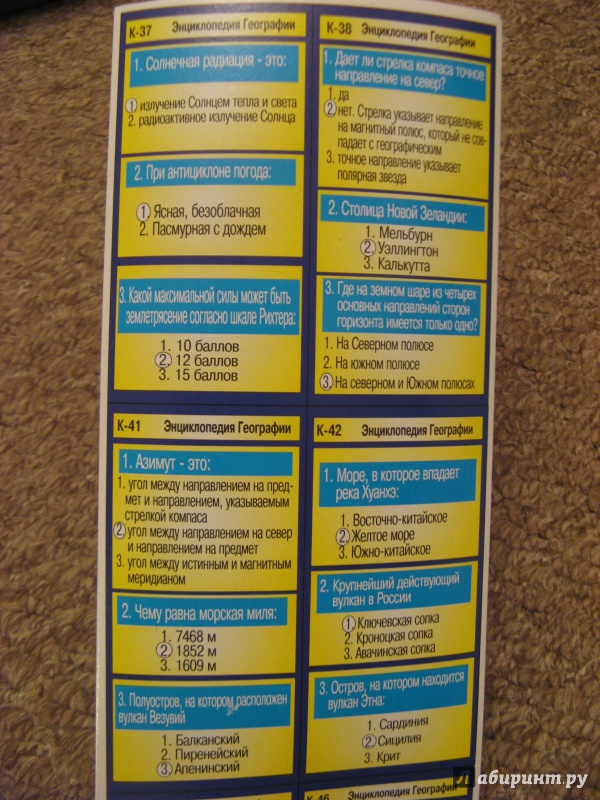 К-37 Энциклопедия Географии
1. Солнечная радиация - это:
1 излучение Солнцем тепла и света
2. радиоактивное излучение Солнца
2. При антициклоне погода:
1. Ясная, безоблачная
2. Пасмурная с дождем
3. Какой максимальной силы может быть
землетрясение согласно шкале Рихтера:
1. 10 баллов
2. 12 баллов
3. 15 баллов
К-38 Энциклопедия Географии
1. Дает ли стрелка компаса точное
направление на север?
1. да
2. нет. Стрелка указывает направление
на магнитный полюс, который не сов-
падает с географическим
3. точное направление указывает
полярная звезда
2. Столица Новой Зеландии:
1. Мельбурн
2. Уэллингтон
3. Калькутта
3. Где на земном шаре из четырех
основных направлений сторон
горизонта имеется только одно?
1. На Северном полюсе
2. На южном полюсе
3. На северном и Южном полюсах
К-41 Энциклопедия Географии
1. Азимут - это:
1. угол между направлением на пред-
мет и направлением, указываемым
стрелкой компаса
2. угол между направлением на север
и направлением на предмет
3. угол между истинным и магнитным
меридианом
2. Чему равна морская миля:
1. 7468 м
2. 1852 м
3. 1609 м
3. Полуостров, на котором расположен
вулкан Везувий
1. Балканский
2. Пиренейский
3. Апенинский
К-42 Энциклопедия Географии
1. Море, в которое впадает
река Хуанхэ:
1. Восточно-китайское
2. Желтое море
3. Южно-китайское
2. Крупнейший действующий
вулкан в России
1. Ключевская сопка
2. Кроноцкая сопка
3. Авачинская сопка
3. Остров, на котором находится
вулкан Этна:
1. Сардиния
2. Сицилия
3. Крит
К-46 Энциклопедия Географии
Лабиринт.ру